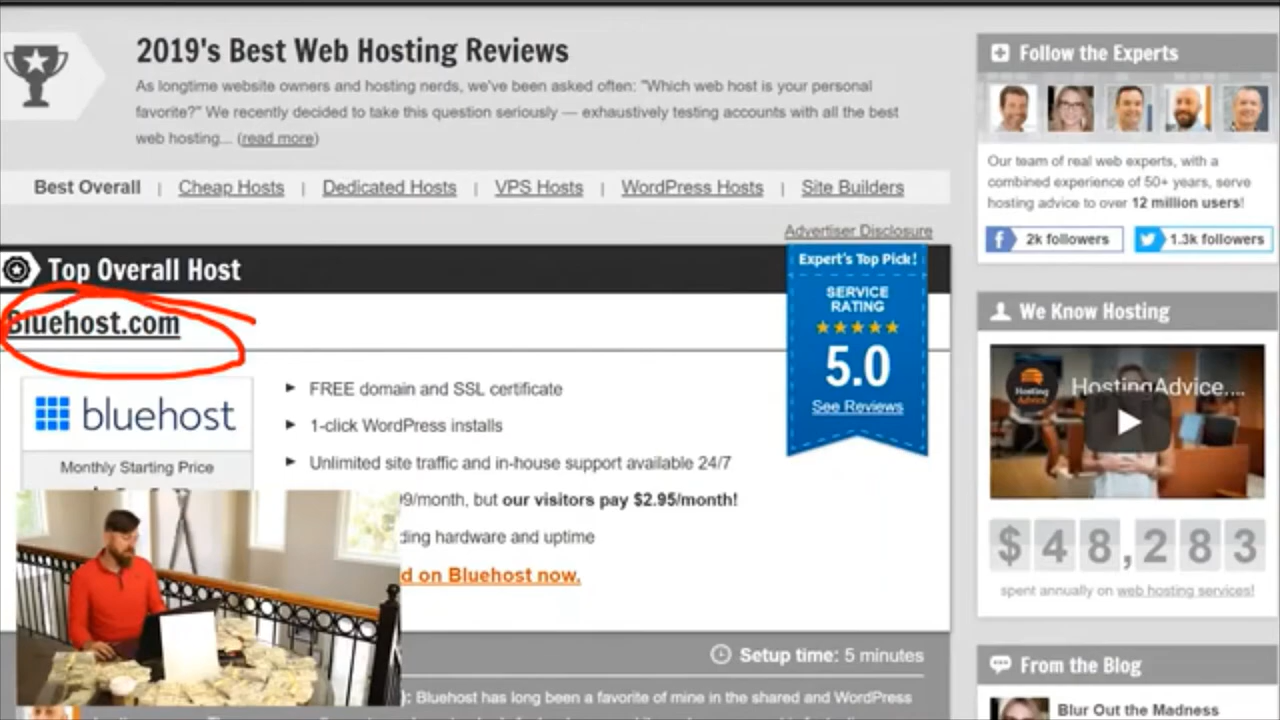 2019's Best Web Hosting Reviews
As longtime website owners and hosting nerds, we've been asked often: "Which web host is your personal
favorite?" We recently decided to take this question seriously — exhaustively testing accounts with all the best
web hosting... (read more)
Best Overall | Cheap Hosts | Dedicated Hosts | VPS Hosts | WordPress Hosts | Site Builders
Advertiser Disclosure
Top Overall Host
Bluehost.com
Expert's Top Pick!
SERVICE
RATING
5.0
See Reviews
bluehost
Monthly Starting Price
FREE domain and SSL certificate
1-click WordPress installs
Unlimited site traffic and in-house support available 24/7
/month, but our visitors pay $2.95/month!
hardware and uptime
on Bluehost now.
Setup time: 5 minutes
Bluehost has long been a favorite of mine in the shared and WordPress
Follow the Experts
Our team of real web experts, with a
combined experience of 50+ years, serve
hosting advice to over 12 million users!
2k followers
1.3k followers
We Know Hosting
Hosting
Advice
HostingAdvice....
$48,283
spent annually on web hosting services!
From the Blog
Blur Out the Madness